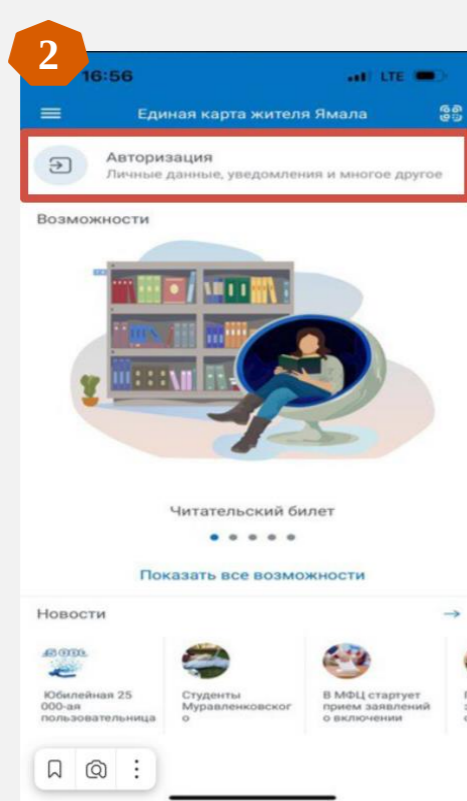 2
16:56
LTE
Единая карта жителя Ямала
Авторизация
Личные данные, уведомления и многое другое
Возможности
Читательский билет
Показать все возможности
Новости
Юбилейная 25
000-ая
пользовательница
Студенты
Муравленковског
о
В МФЦ стартует
прием заявлений
о включении